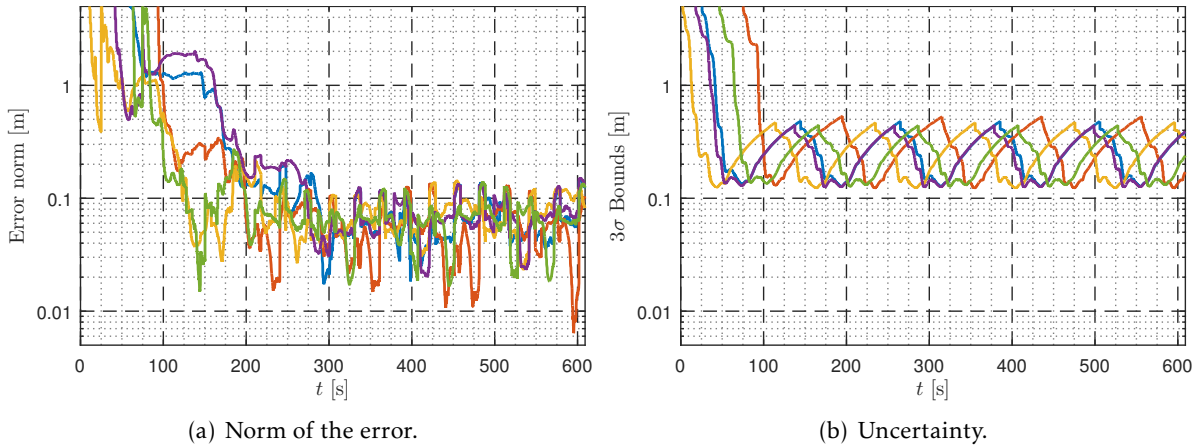 Error norm [m]
1
0.1
0.01
0 100 200 300 400 500 600
t [s]
(a) Norm of the error.
3σ Bounds [m]
1
0.1
0.01
0 100 200 300 400 500 600
t [s]
(b) Uncertainty.